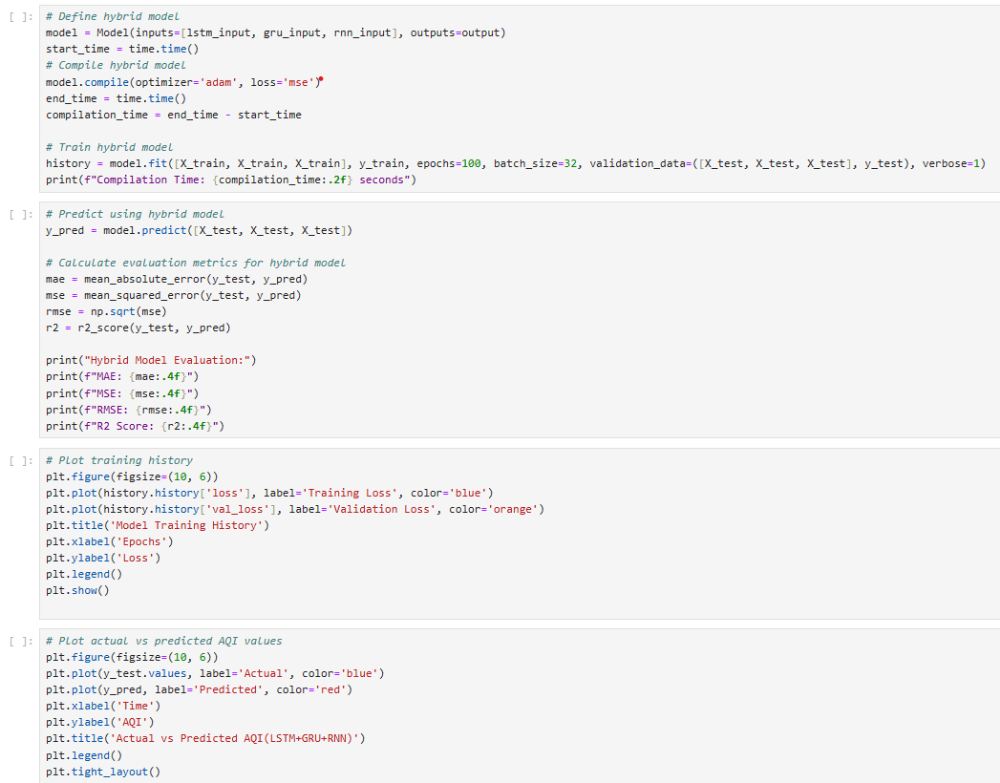 [ ]: # Define hybrid model
model = Model(inputs=[lstm_input, gru_input, rnn_input], outputs=output)
start_time = time.time()
# Compile hybrid model
model.compile(optimizer='adam', loss='mse')
end_time = time.time()
compilation_time = end_time - start_time
# Train hybrid model
history = model.fit([X_train, X_train, X_train], y_train, epochs=100, batch_size=32, validation_data=([X_test, X_test, X_test], y_test), verbose=1)
print(f"Compilation Time: {compilation_time:.2f} seconds")
[ ]: # Predict using hybrid model
y_pred = model.predict([X_test, X_test, X_test])
# Calculate evaluation metrics for hybrid model
mae = mean_absolute_error(y_test, y_pred)
mse = mean_squared_error(y_test, y_pred)
rmse = np.sqrt(mse)
r2 = r2_score(y_test, y_pred)
print("Hybrid Model Evaluation:")
print(f"MAE: {mae:.4f}")
print(f"MSE: {mse:.4f}")
print(f"RMSE: {rmse:.4f}")
print(f"R2 Score: {r2:.4f}")
[ ]: # Plot training history
plt.figure(figsize=(10, 6))
plt.plot(history.history['loss'], label='Training Loss', color='blue')
plt.plot(history.history['val_loss'], label='Validation Loss', color='orange')
plt.title('Model Training History')
plt.xlabel('Epochs')
plt.ylabel('Loss')
plt.legend()
plt.show()
[ ]: # Plot actual vs predicted AQI values
plt.figure(figsize=(10, 6))
plt.plot(y_test.values, label='Actual', color='blue')
plt.plot(y_pred, label='Predicted', color='red')
plt.xlabel('Time')
plt.ylabel('AQI')
plt.title('Actual vs Predicted AQI(LSTM+GRU+RNN)')
plt.legend()
plt.tight_layout()